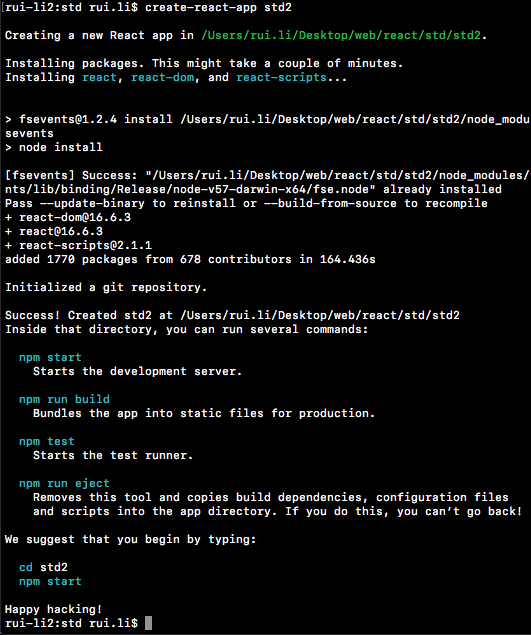 [rui-li2:std rui.li$ create-react-app std2
Creating a new React app in /Users/rui.li/Desktop/web/react/std/std2.
Installing packages. This might take a couple of minutes.
Installing react, react-dom, and react-scripts...
> fsevents@1.2.4 install /Users/rui.li/Desktop/web/react/std/std2/node_modu
sevents
> node install
[fsevents] Success: "/Users/rui.li/Desktop/web/react/std/std2/node_modules/
nts/lib/binding/Release/node-v57-darwin-x64/fse.node" already installed
Pass --update-binary to reinstall or --build-from-source to recompile
+ react-dom@16.6.3
+ react@16.6.3
+ react-scripts@2.1.1
added 1770 packages from 678 contributors in 164.436s
Initialized a git repository.
Success! Created std2 at /Users/rui.li/Desktop/web/react/std/std2
Inside that directory, you can run several commands:
npm start
Starts the development server.
npm run build
Bundles the app into static files for production.
npm test
Starts the test runner.
npm run eject
Removes this tool and copies build dependencies, configuration files
and scripts into the app directory. If you do this, you can’t go back!
We suggest that you begin by typing:
cd std2
npm start
Happy hacking!
rui-li2:std rui.li$